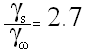 γs/γω = 2.7